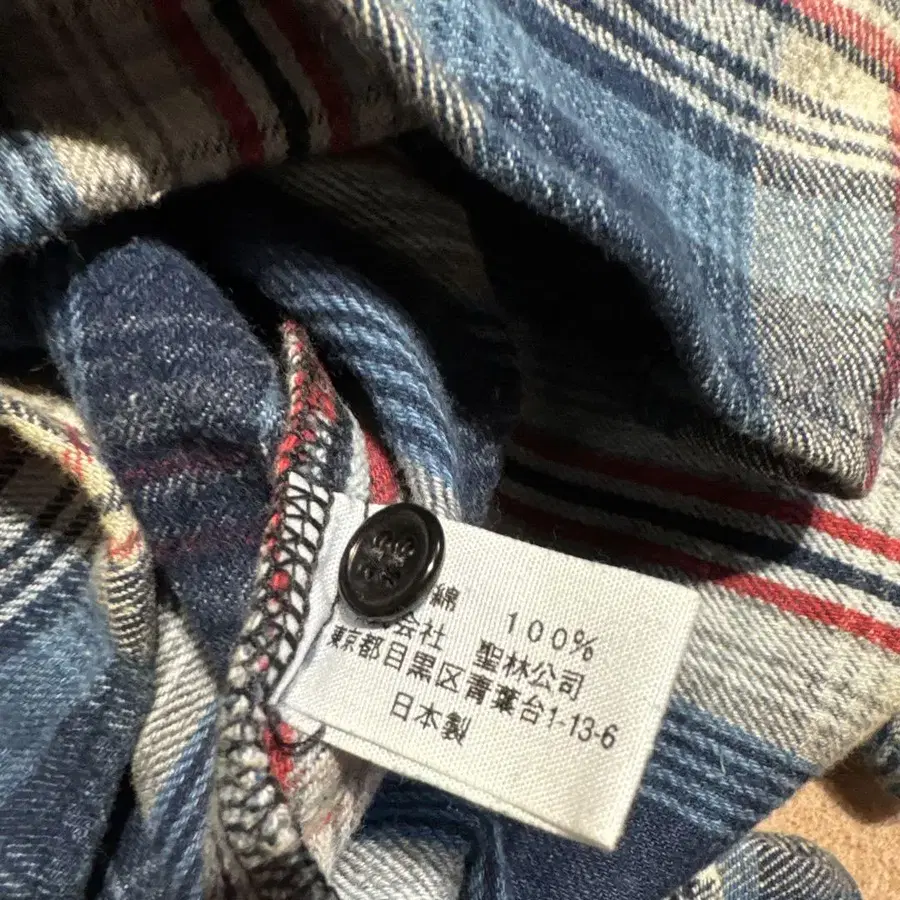 綿 100%
会社 聖林公司
東京都目黒区青葉台1-13-6
日本製